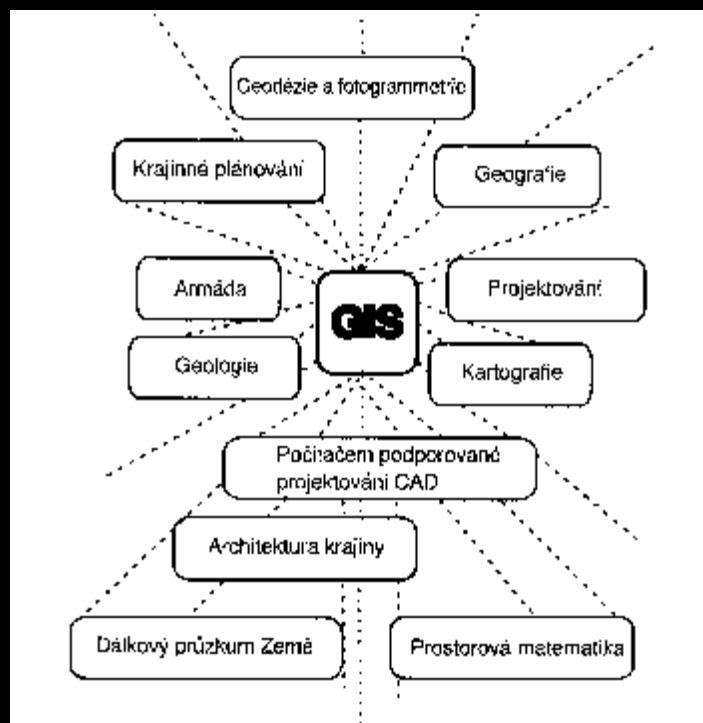 Geodézie a fotogrammetrie
Krajinné plánování
Geografie
Armáda
GIS
Projektování
Geologie
Kartografie
Počítačem podporované
projektování CAD
Architektura krajiny
Dálkový průzkum Země
Prostorová matematika